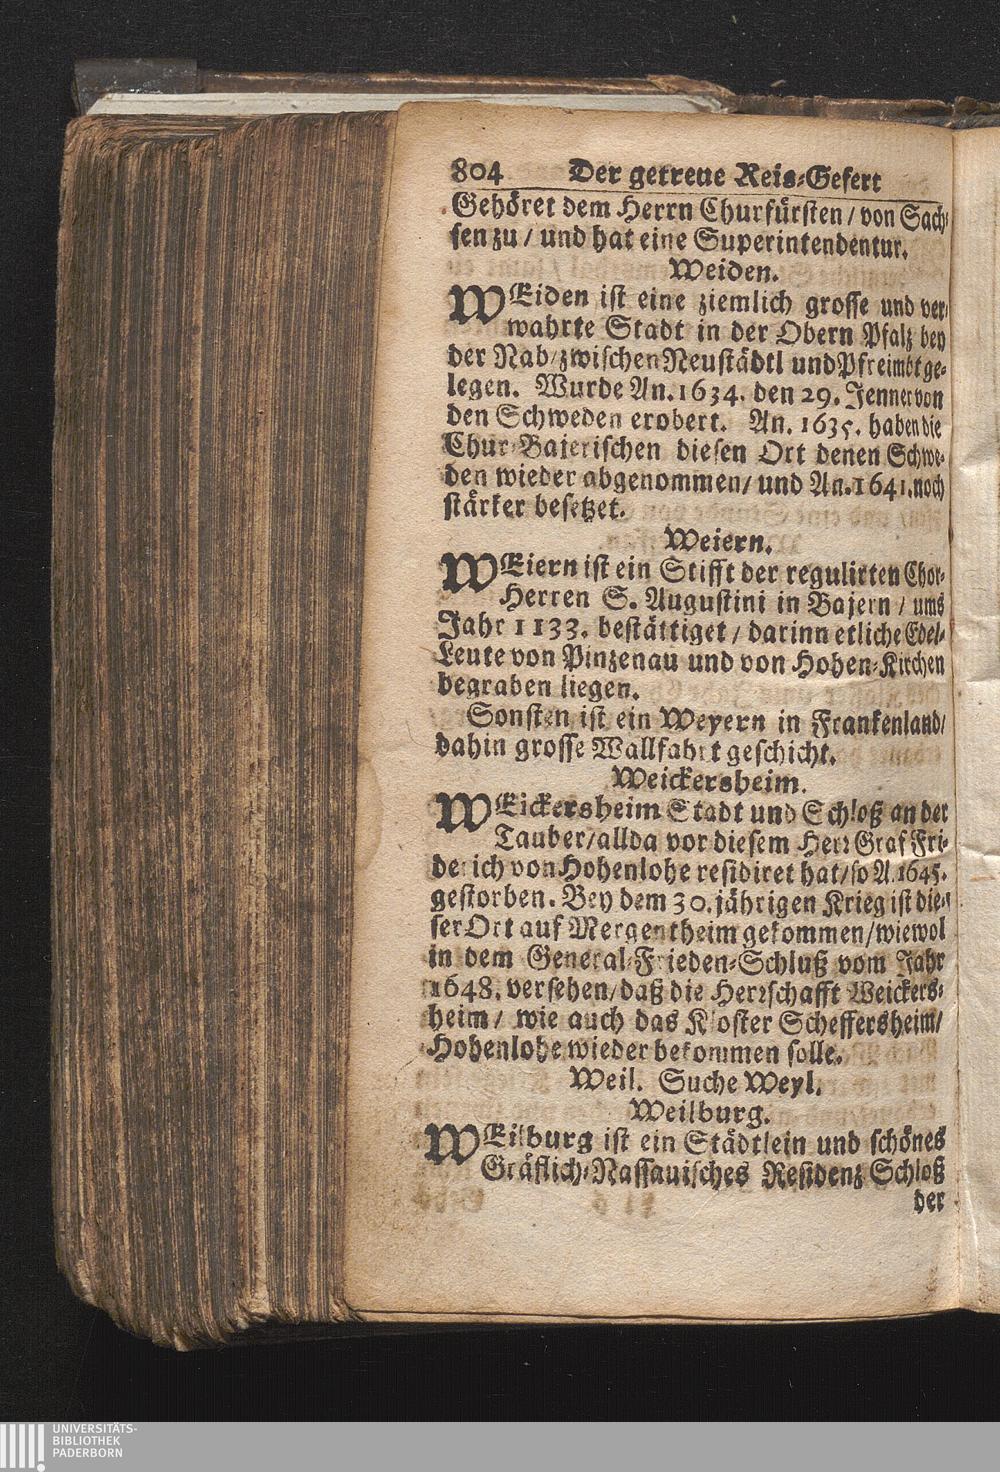 804 Der getreue Reis-Gefert
Gehöret dem Herrn Churfürsten / von Sach-
sen zu / und hat eine Superintendentur.
Weiden.
WEiden ist eine ziemlich grosse und ver-
wahrte Stadt in der Obern Pfalz bey
der Nab / zwischen Neustädtl und Pfreimbt ge-
legen. Wurde An. 1634. den 29. Jenner von
den Schweden erobert. An. 1635. haben die
Chur-Baierischen diesen Ort denen Schwe-
den wieder abgenommen / und An. 1641. noch
stärker besetzet.
Weiern.
WEiern ist ein Stifft der regulirten Chor-
Herren S. Augustini in Bajern / ums
Jahr 1133. bestättiget / darinn etliche Edel-
Leute von Pinzenau und von Hohen-Kirchen
begraben liegen.
Sonsten ist ein Weyern in Frankenland /
dahin grosse Wallfahrt geschicht.
Weickersheim.
WEickersheim Stadt und Schloß an der
Tauber / allda vor diesem Herr Graf Fri-
derich von Hohenlohe residiret hat / so A. 1645.
gestorben. Bey dem 30. jährigen Krieg ist die-
ser Ort auf Mergentheim gekommen / wiewol
in dem General-Frieden-Schluß vom Jahr
1648. versehen / daß die Herrschafft Weickers-
heim / wie auch das Kloster Scheffersheim /
Hohenlohe wieder bekommen solle.
Weil. Suche Weyl.
Weilburg.
WEilburg ist ein Städtlein und schönes
Gräflich-Nassauisches Residenz Schloß
der
UNIVERSITÄTS-
BIBLIOTHEK
PADERBORN